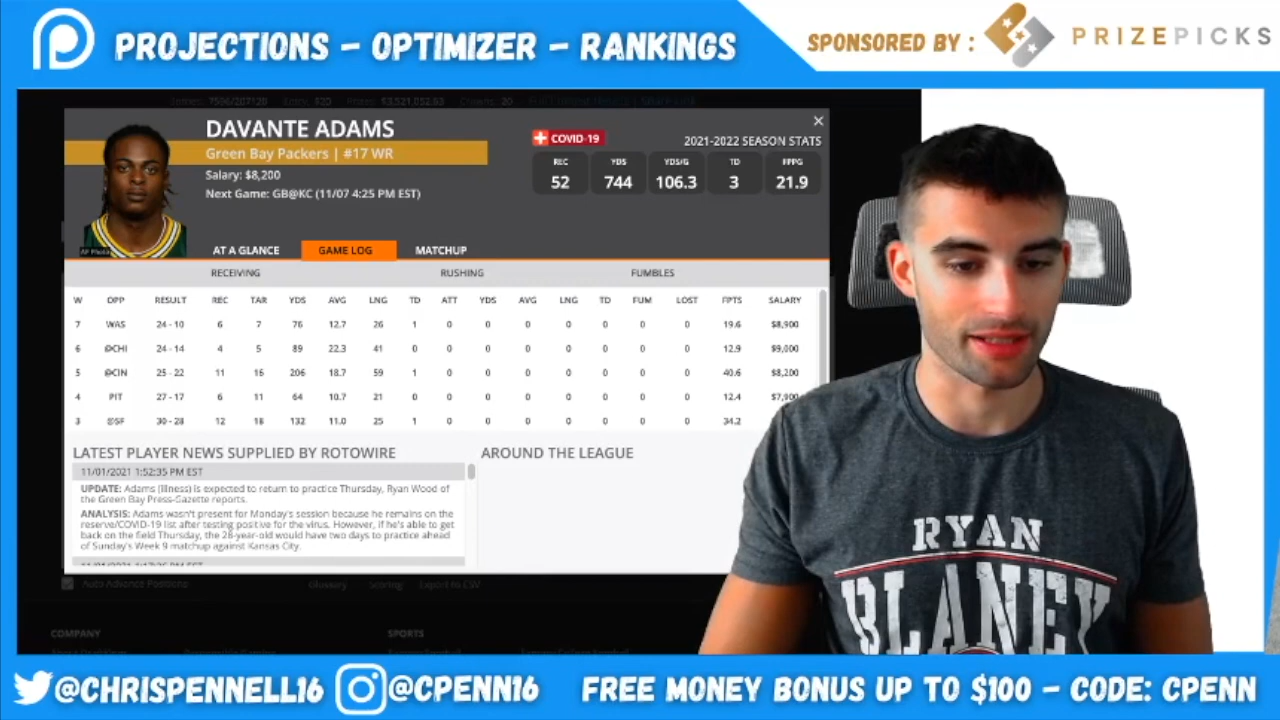 PROJECTIONS - OPTIMIZER - RANKINGS
SPONSORED BY : PRIZEPICKS
DAVANTE ADAMS
Green Bay Packers | #17 WR
Salary: $8,200
Next Game: GB@KC (11/07 4:25 PM EST)
COVID-19
2021-2022 SEASON STATS
REC YDS YDS/G TD FPPG
52 744 106.3 3 21.9
AT A GLANCE GAME LOG MATCHUP
RECEIVING RUSHING FUMBLES
W OPP RESULT REC TAR YDS AVG LNG TD ATT YDS AVG LNG TD FUM LOST FPTS SALARY
7 WAS 24 - 10 6 7 76 12.7 26 1 0 0 0 0 0 0 0 19.6 $8,900
6 @CHI 24 - 14 4 5 89 22.3 41 0 0 0 0 0 0 0 0 12.9 $9,000
5 @CIN 25 - 22 11 16 206 18.7 59 1 0 0 0 0 0 0 0 40.6 $8,200
4 PIT 27 - 17 6 11 64 10.7 21 0 0 0 0 0 0 0 0 12.4 $7,900
3 @SF 30 - 28 12 18 132 11.0 25 1 0 0 0 0 0 0 0 34.2
LATEST PLAYER NEWS SUPPLIED BY ROTOWIRE
AROUND THE LEAGUE
11/01/2021 1:52:35 PM EST
UPDATE: Adams (illness) is expected to return to practice Thursday, Ryan Wood of
the Green Bay Press-Gazette reports.
ANALYSIS: Adams wasn't present for Monday's session because he remains on the
reserve/COVID-19 list after testing positive for the virus. However, if he's able to get
back on the field Thursday, the 28-year-old would have two days to practice ahead
of Sunday's Week 9 matchup against Kansas City.
Auto Advance Positions Glossary Scoring Export to CSV
COMPANY SPORTS
RYAN
BLANEY
@CHRISPENNELL16 @CPENN16 FREE MONEY BONUS UP TO $100 - CODE: CPENN